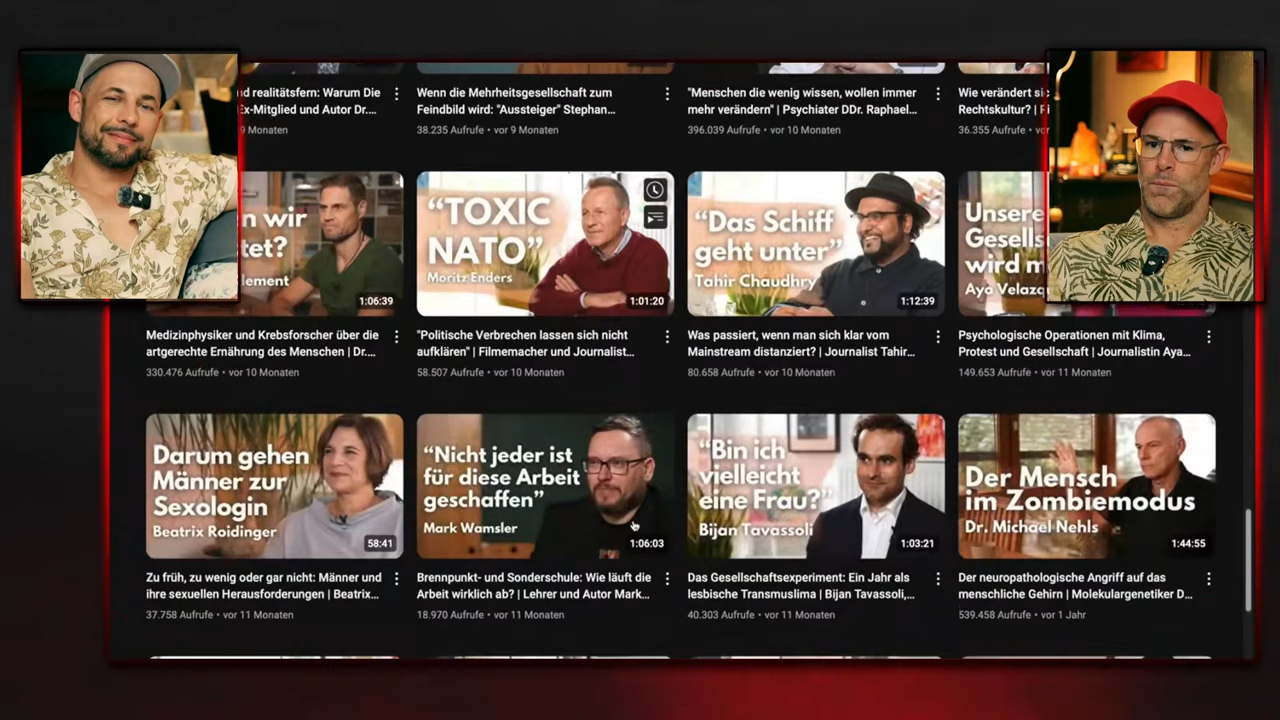 nd realitätsfern: Warum Die
Ex-Mitglied und Autor Dr....
9 Monaten
Wenn die Mehrheitsgesellschaft zum
Feindbild wird: "Aussteiger" Stephan...
38.235 Aufrufe • vor 9 Monaten
"Menschen die wenig wissen, wollen immer
mehr verändern" | Psychiater DDr. Raphael...
396.039 Aufrufe • vor 10 Monaten
Wie verändert sic
Rechtskultur? |
36.355 Aufrufe • vor
n wir
tet?
lement
1:06:39
Medizinphysiker und Krebsforscher über die
artgerechte Ernährung des Menschen | Dr....
330.476 Aufrufe • vor 10 Monaten
“TOXIC
NATO”
Moritz Enders
1:01:20
"Politische Verbrechen lassen sich nicht
aufklären" | Filmemacher und Journalist...
58.507 Aufrufe • vor 10 Monaten
“Das Schiff
geht unter”
Tahir Chaudhry
1:12:39
Was passiert, wenn man sich klar vom
Mainstream distanziert? | Journalist Tahir...
80.658 Aufrufe • vor 10 Monaten
Unsere
Gesells
wird m
Aya Velazq
Psychologische Operationen mit Klima,
Protest und Gesellschaft | Journalistin Aya...
149.653 Aufrufe • vor 11 Monaten
Darum gehen
Männer zur
Sexologin
Beatrix Roidinger
58:41
Zu früh, zu wenig oder gar nicht: Männer und
ihre sexuellen Herausforderungen | Beatrix...
37.758 Aufrufe • vor 11 Monaten
“Nicht jeder ist
für diese Arbeit
geschaffen”
Mark Wamsler
1:06:03
Brennpunkt- und Sonderschule: Wie läuft die
Arbeit wirklich ab? | Lehrer und Autor Mark...
18.970 Aufrufe • vor 11 Monaten
“Bin ich
vielleicht
eine Frau?”
Bijan Tavassoli
1:03:21
Das Gesellschaftsexperiment: Ein Jahr als
lesbische Transmuslima | Bijan Tavassoli,...
40.303 Aufrufe • vor 11 Monaten
Der Mensch
im Zombiemodus
Dr. Michael Nehls
1:44:55
Der neuropathologische Angriff auf das
menschliche Gehirn | Molekulargenetiker D...
539.458 Aufrufe • vor 1 Jahr